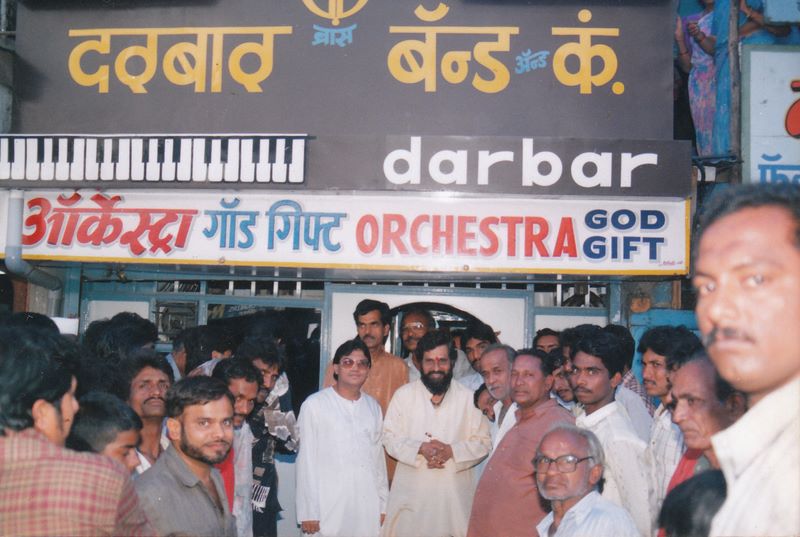 दरबार ब्रास बॅन्ड अॅन्ड कं.
darbar
ऑर्केस्ट्रा गॉड गिफ्ट ORCHESTRA GOD GIFT